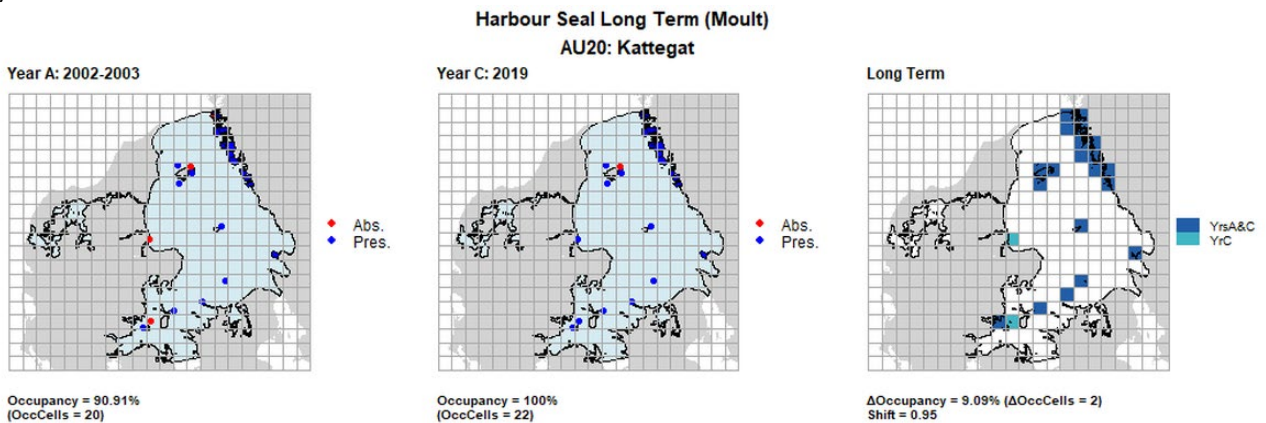 Harbour Seal Long Term (Moult)
AU20: Kattegat
Year A: 2002-2003
Abs.
Pres.
Occupancy = 90.91%
(OccCells = 20)
Year C: 2019
Abs.
Pres.
Occupancy = 100%
(OccCells = 22)
Long Term
YrsA&C
YrC
ΔOccupancy = 9.09% (ΔOccCells = 2)
Shift = 0.95